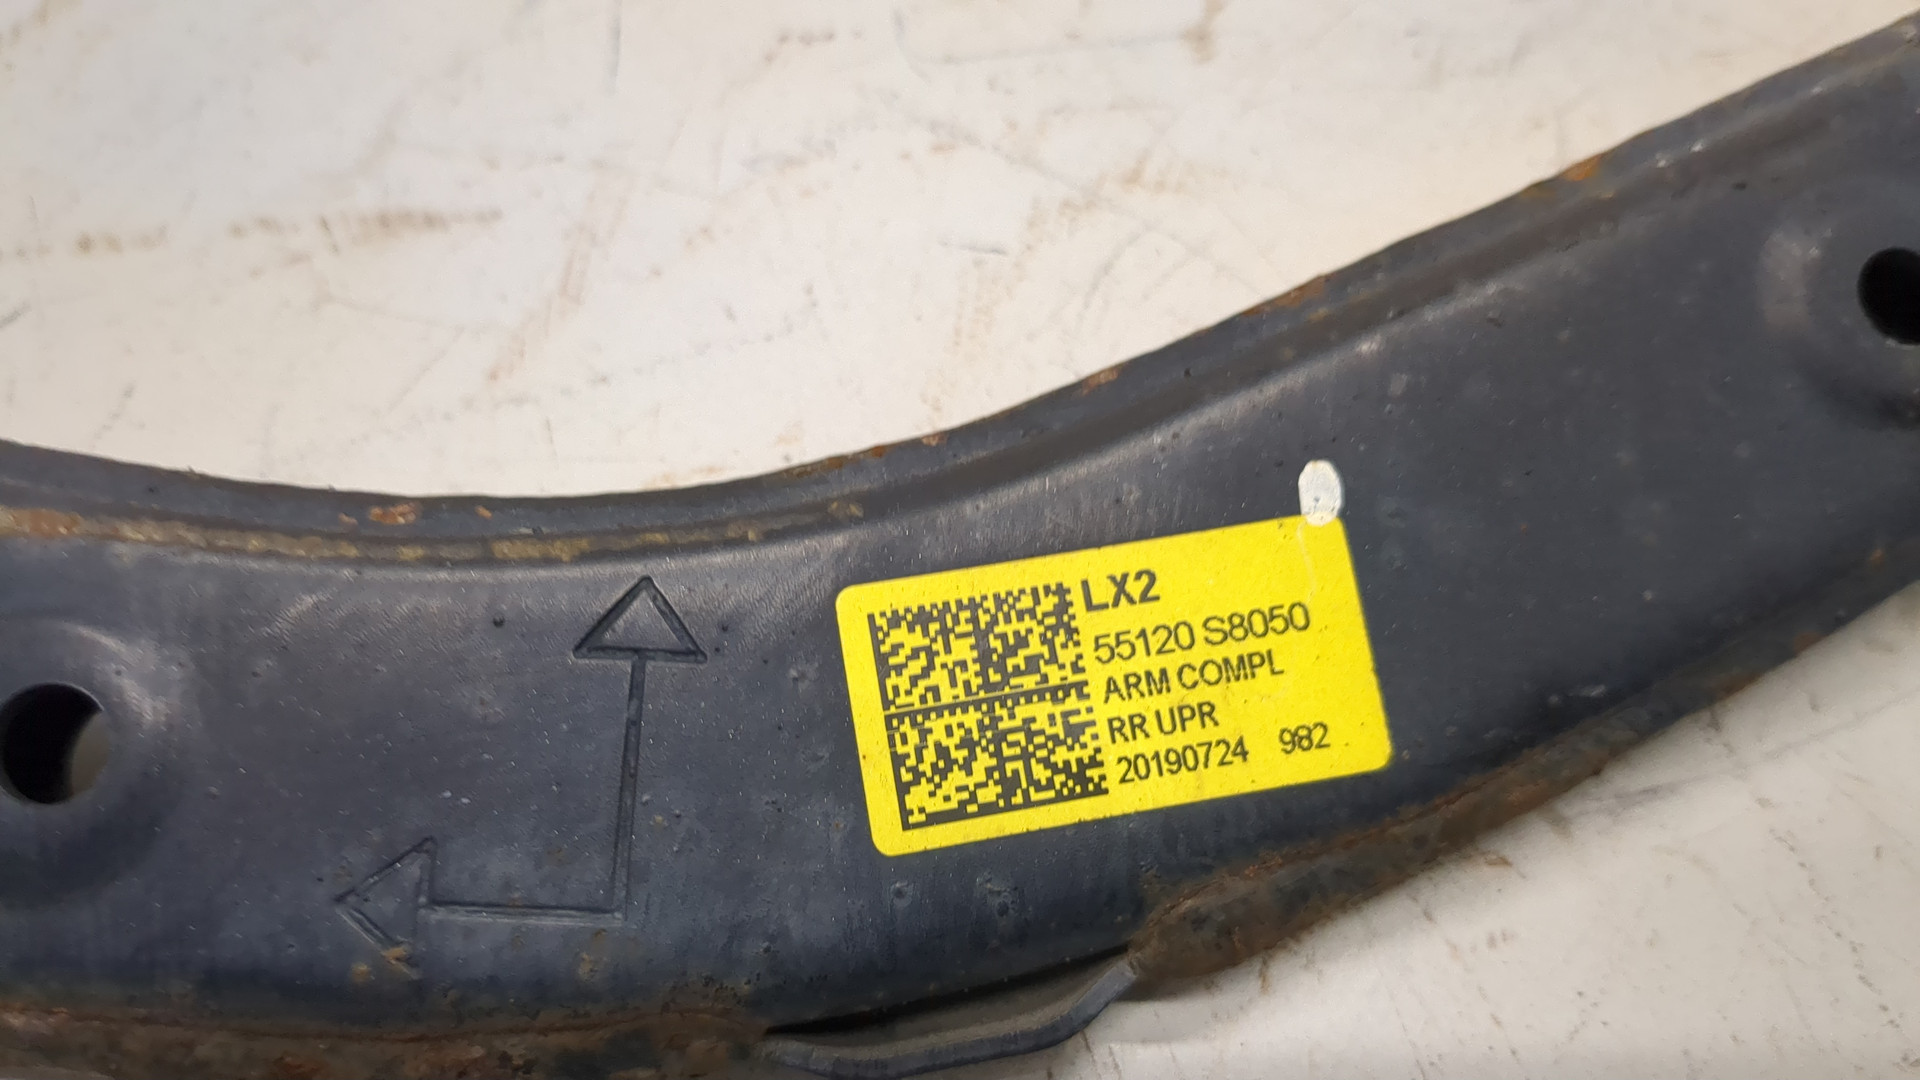 LX2
55120 S8050
ARM COMPL
RR UPR
20190724 982